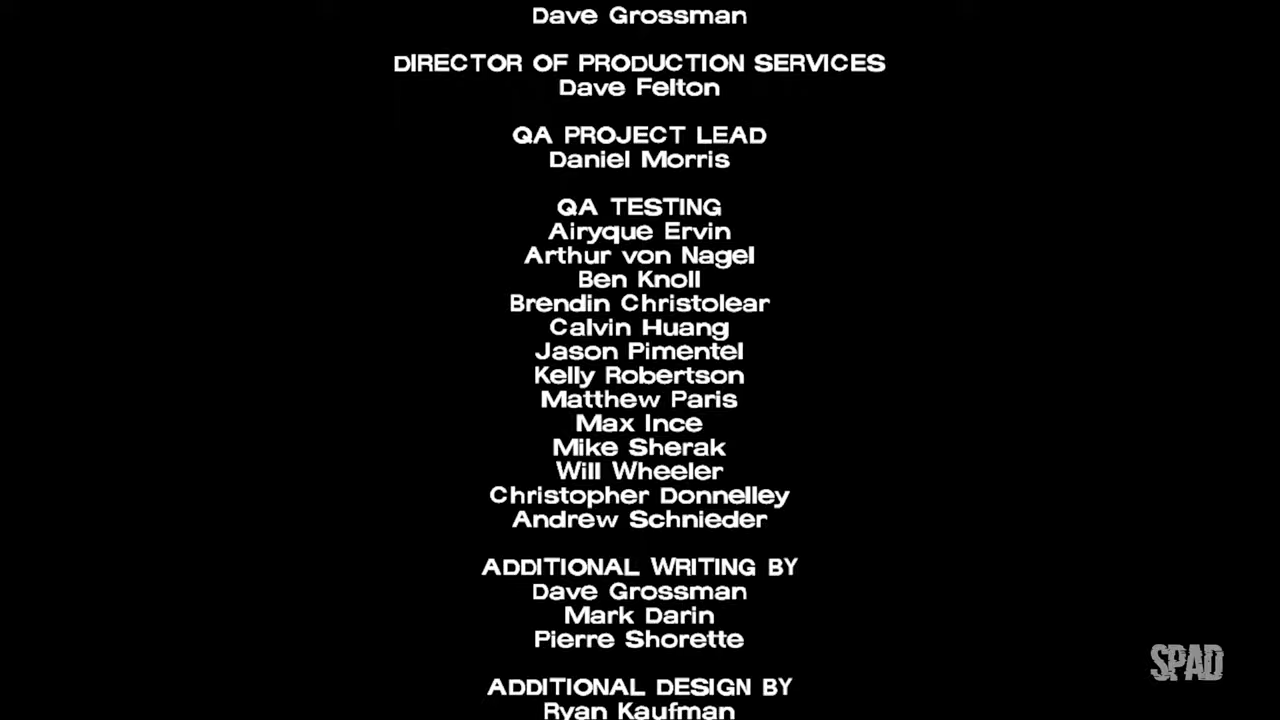 Dave Grossman
DIRECTOR OF PRODUCTION SERVICES
Dave Felton
QA PROJECT LEAD
Daniel Morris
QA TESTING
Airyque Ervin
Arthur von Nagel
Ben Knoll
Brendin Christolear
Calvin Huang
Jason Pimentel
Kelly Robertson
Matthew Paris
Max Ince
Mike Sherak
Will Wheeler
Christopher Donnelley
Andrew Schnieder
ADDITIONAL WRITING BY
Dave Grossman
Mark Darin
Pierre Shorette
ADDITIONAL DESIGN BY
Ryan Kaufman
SPAD